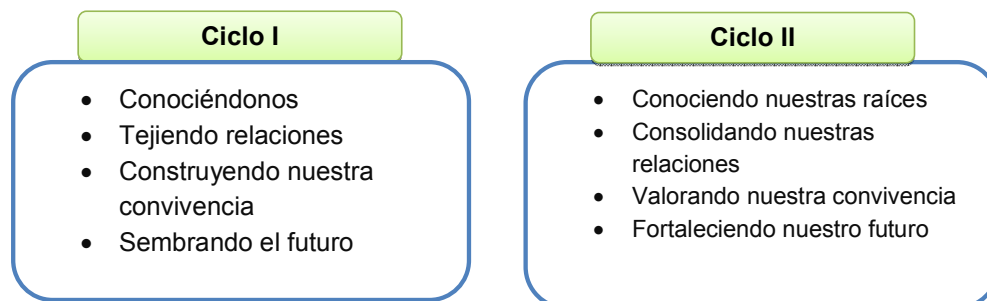 Ciclo I
• Conociéndonos
• Tejiendo relaciones
• Construyendo nuestra
convivencia
• Sembrando el futuro
Ciclo II
• Conociendo nuestras raíces
• Consolidando nuestras
relaciones
• Valorando nuestra convivencia
• Fortaleciendo nuestro futuro